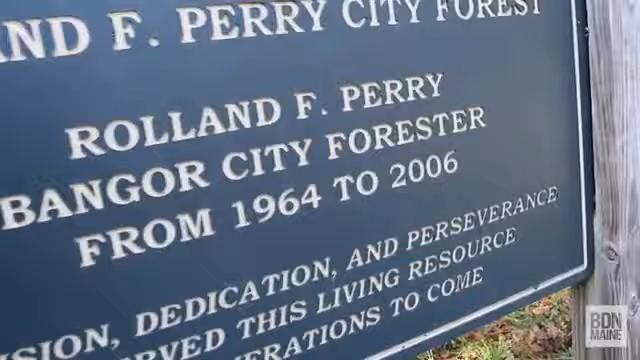 AND F. PERRY CITY FOREST
ROLLAND F. PERRY
BANGOR CITY FORESTER
FROM 1964 TO 2006
SION, DEDICATION, AND PERSEVERANCE
RVED THIS LIVING RESOURCE
ERATIONS TO COME
BDN
MAINE